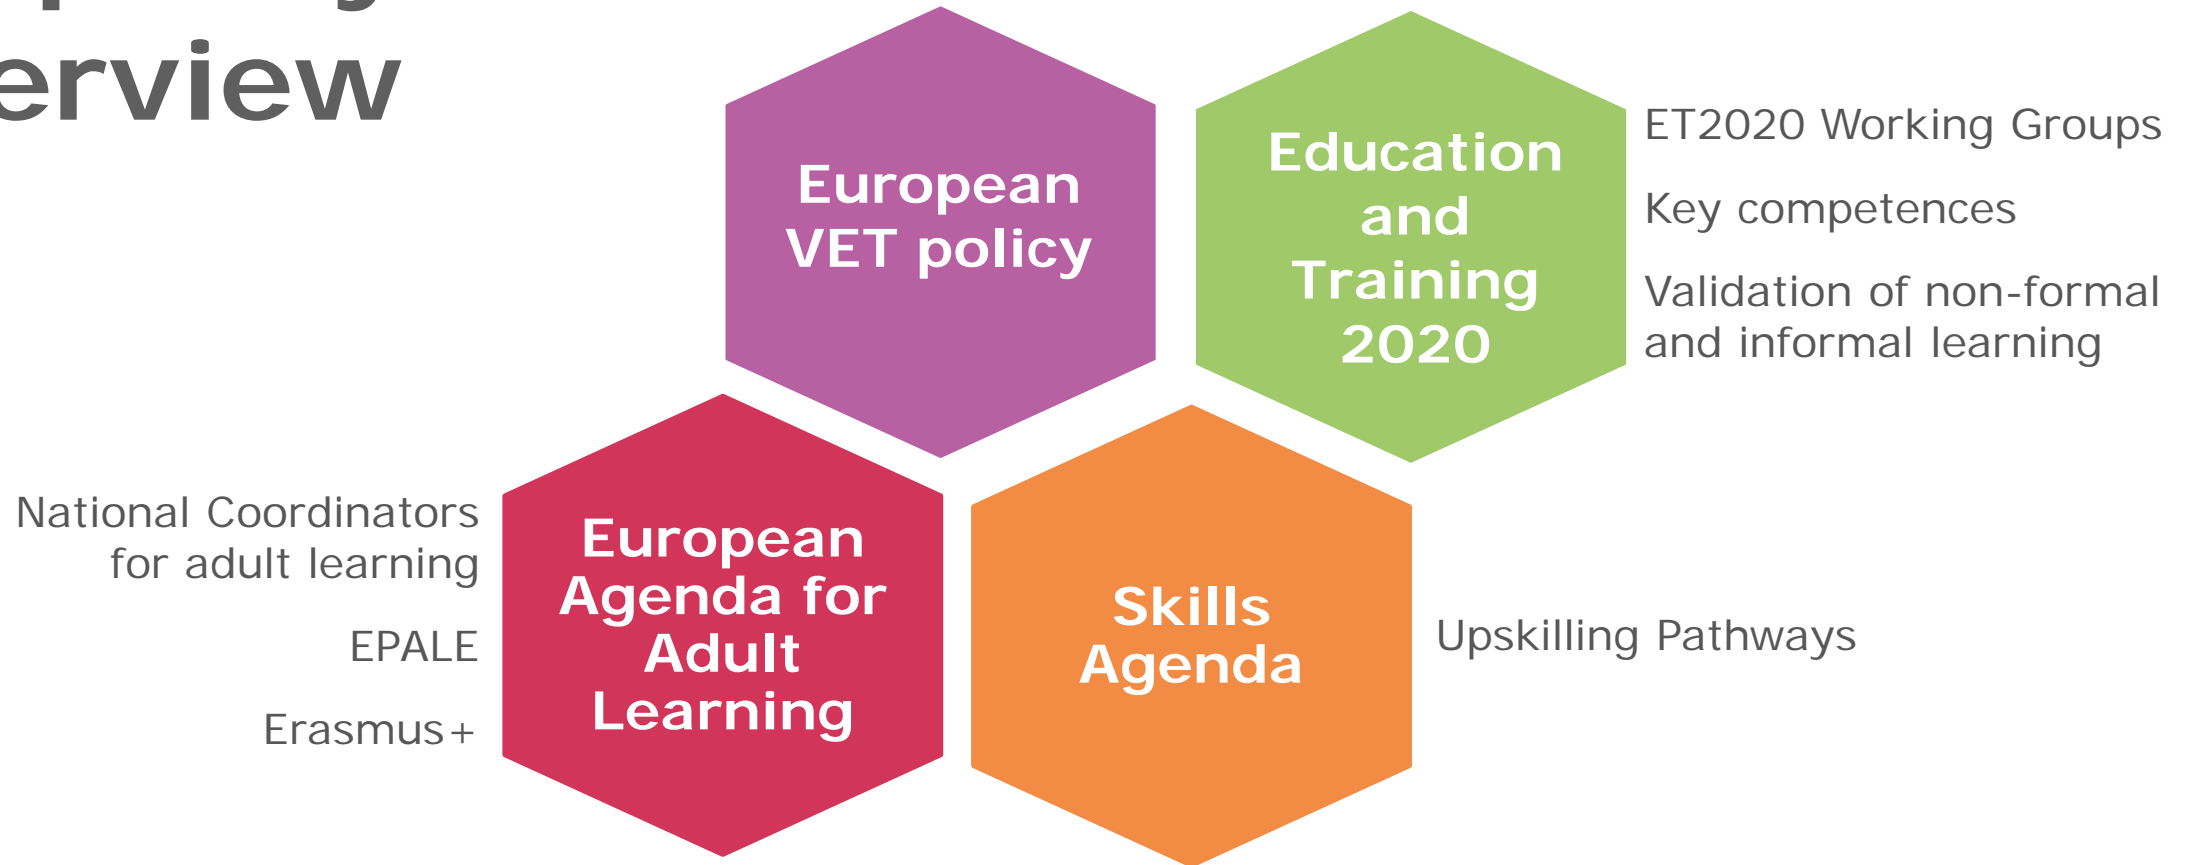 erview
European
VET policy
Education
and
Training
2020
ET2020 Working Groups
Key competences
Validation of non-formal
and informal learning
National Coordinators
for adult learning
EPALE
Erasmus+
European
Agenda for
Adult
Learning
Skills
Agenda
Upskilling Pathways